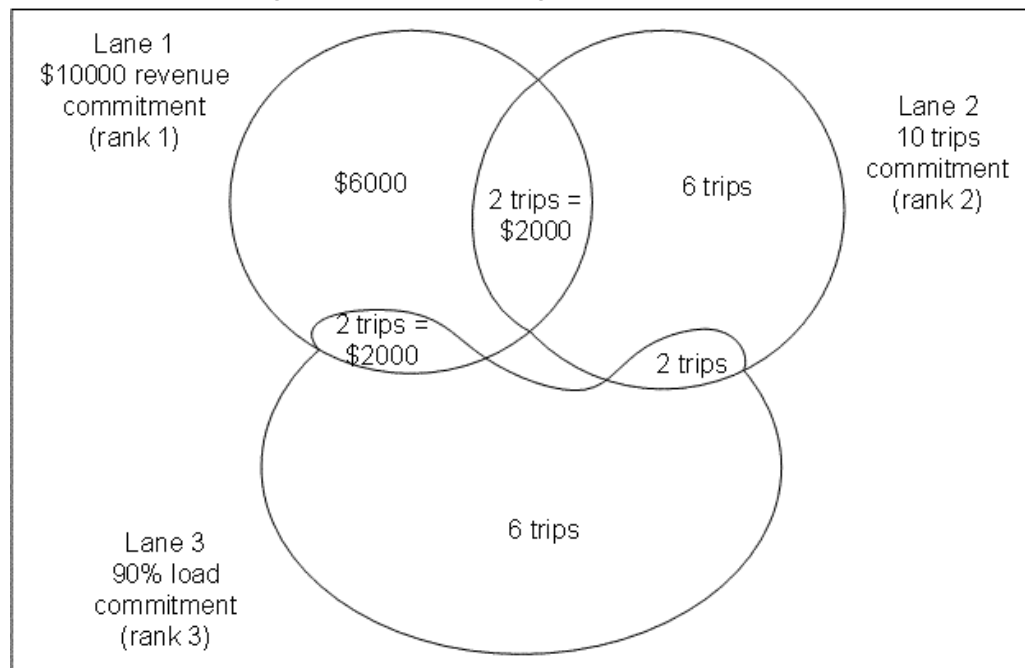 Lane 1
$10000 revenue
commitment
(rank 1)
$6000
2 trips =
$2000
6 trips
Lane 2
10 trips
commitment
(rank 2)
2 trips =
$2000
2 trips
6 trips
Lane 3
90% load
commitment
(rank 3)